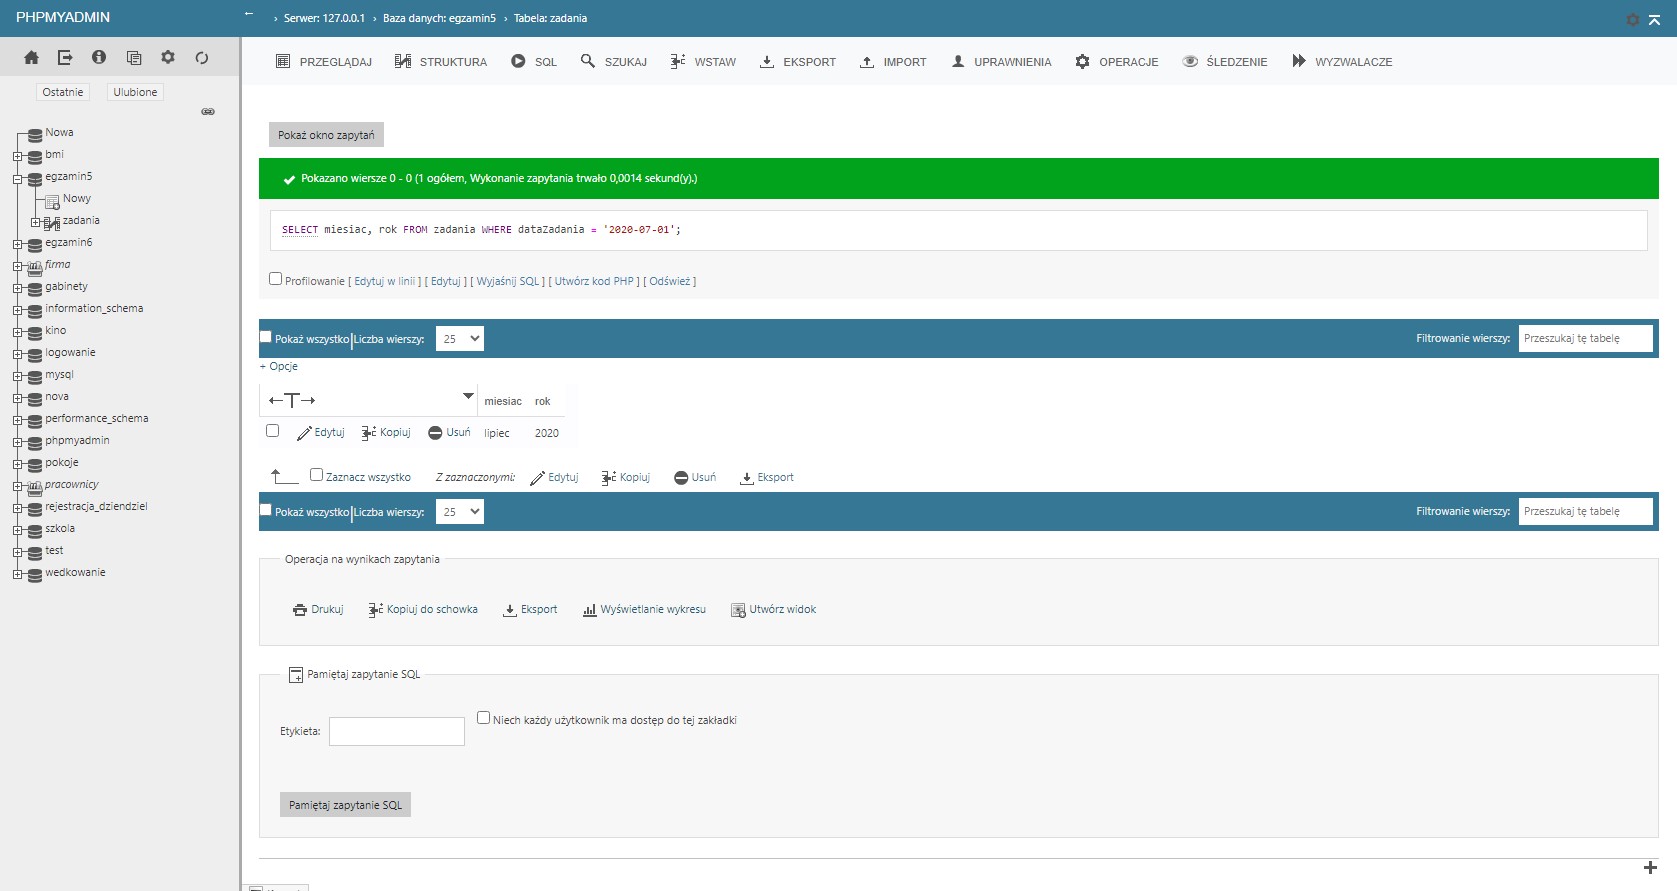 PHPMYADMIN
← › Serwer: 127.0.0.1 › Baza danych: egzamin5 › Tabela: zadania
PRZEGLĄDAJ STRUKTURA SQL SZUKAJ WSTAW EKSPORT IMPORT UPRAWNIENIA OPERACJE ŚLEDZENIE WYZWALACZE
Ostatnie Ulubione
Nowa
bmi
egzamin5
Nowy
zadania
egzamin6
firma
gabinety
information_schema
kino
logowanie
mysql
nova
performance_schema
phpmyadmin
pokoje
pracownicy
rejestracja_dziendziel
szkola
test
wedkowanie
Pokaż okno zapytań
Pokazano wiersze 0 - 0 (1 ogółem, Wykonanie zapytania trwało 0,0014 sekund(y).)
SELECT miesiac, rok FROM zadania WHERE dataZadania = '2020-07-01';
Profilowanie [ Edytuj w linii ] [ Edytuj ] [ Wyjaśnij SQL ] [ Utwórz kod PHP ] [ Odśwież ]
Pokaż wszystko | Liczba wierszy: 25 Filtrowanie wierszy: Przeszukaj tę tabelę
+ Opcje
←T→ miesiac rok
Edytuj Kopiuj Usuń lipiec 2020
Zaznacz wszystko Z zaznaczonymi: Edytuj Kopiuj Usuń Eksport
Pokaż wszystko | Liczba wierszy: 25 Filtrowanie wierszy: Przeszukaj tę tabelę
Operacja na wynikach zapytania
Drukuj Kopiuj do schowka Eksport Wyświetlanie wykresu Utwórz widok
Pamiętaj zapytanie SQL
Etykieta: Niech każdy użytkownik ma dostęp do tej zakładki
Pamiętaj zapytanie SQL